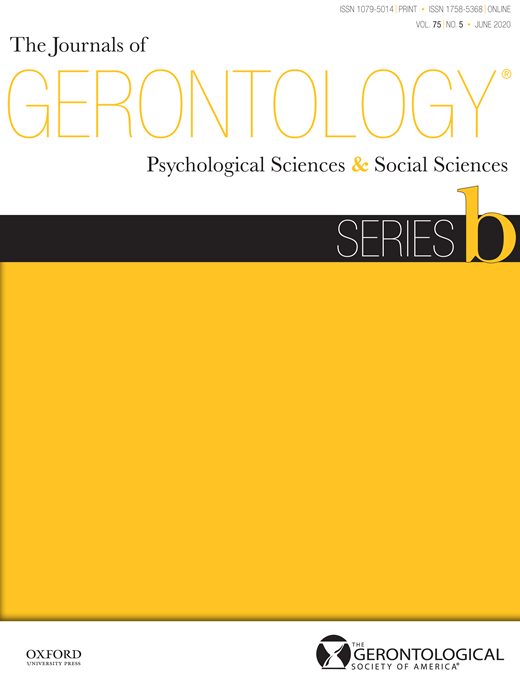 ISSN 1079-5014 | PRINT • ISSN 1758-5368 | ONLINE
VOL. 75 | NO. 5 • JUNE 2020
The Journals of
GERONTOLOGY®
Psychological Sciences & Social Sciences
SERIES b
OXFORD
UNIVERSITY PRESS
THE
GERONTOLOGICAL
SOCIETY OF AMERICA®